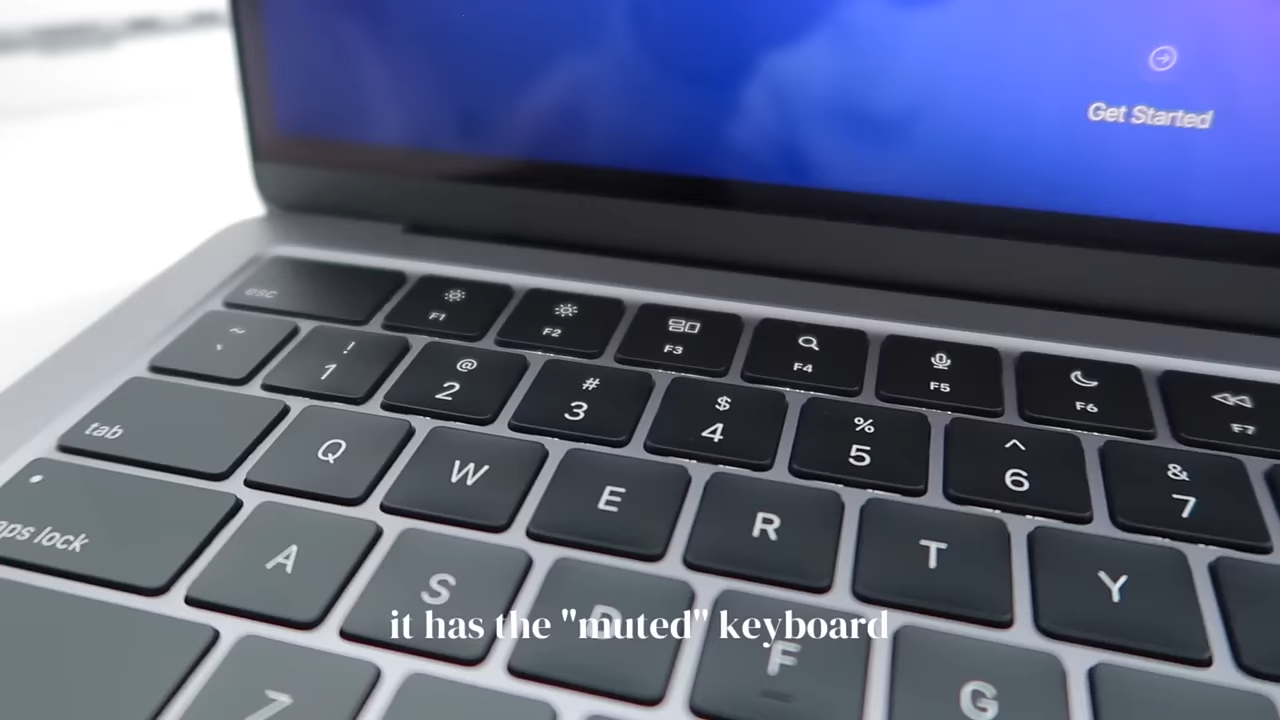 Get Started
esc
F1
F2
F3
F4
F5
F6
F7
~
`
!
1
@
2
#
3
$
4
%
5
^
6
&
7
tab
Q
W
E
R
T
Y
caps lock
A
S
D
F
G
Z
it has the "muted" keyboard